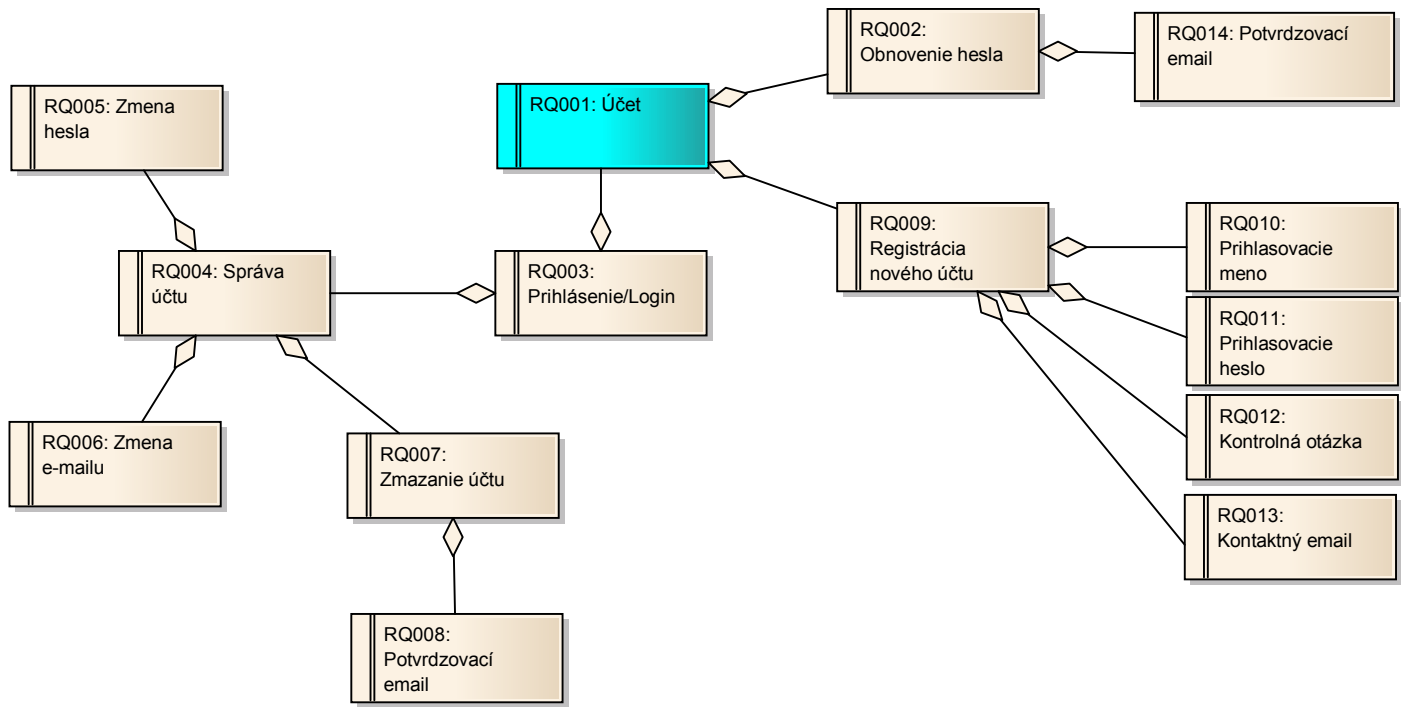 RQ002:
Obnovenie hesla
RQ014: Potvrdzovací
email
RQ005: Zmena
hesla
RQ001: Účet
RQ009:
Registrácia
nového účtu
RQ010:
Prihlasovacie
meno
RQ004: Správa
účtu
RQ003:
Prihlásenie/Login
RQ011:
Prihlasovacie
heslo
RQ012:
Kontrolná otázka
RQ006: Zmena
e-mailu
RQ007:
Zmazanie účtu
RQ013:
Kontaktný email
RQ008:
Potvrdzovací
email